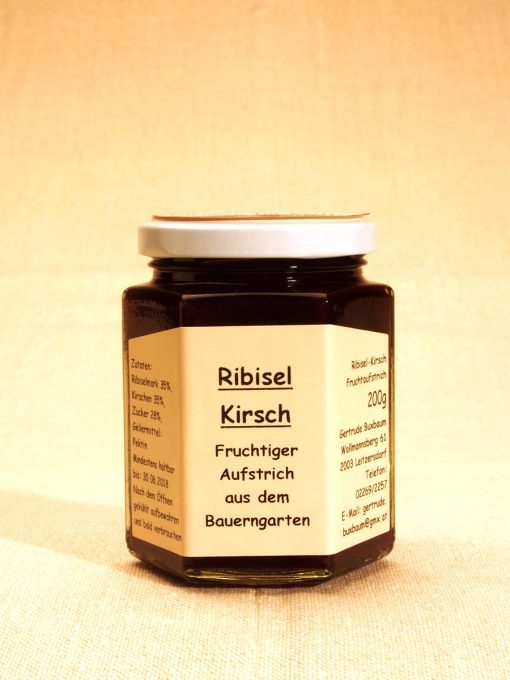 Zutaten:
Ribiselmark 35%,
Kirschen 35%,
Zucker 28%,
Geliermittel:
Pektin
Mindestens haltbar
bis: 30.06.2018
Nach dem Öffnen
gekühlt aufbewahren
und bald verbrauchen
Ribisel
Kirsch
Fruchtiger
Aufstrich
aus dem
Bauerngarten
Ribisel-Kirsch
Fruchtaufstrich
200g
Gertrude Buxbaum
Wollmannsberg 61
2003 Leitzersdorf
Telefon:
02269/2257
E-Mail: gertrude.
buxbaum@gmx.at